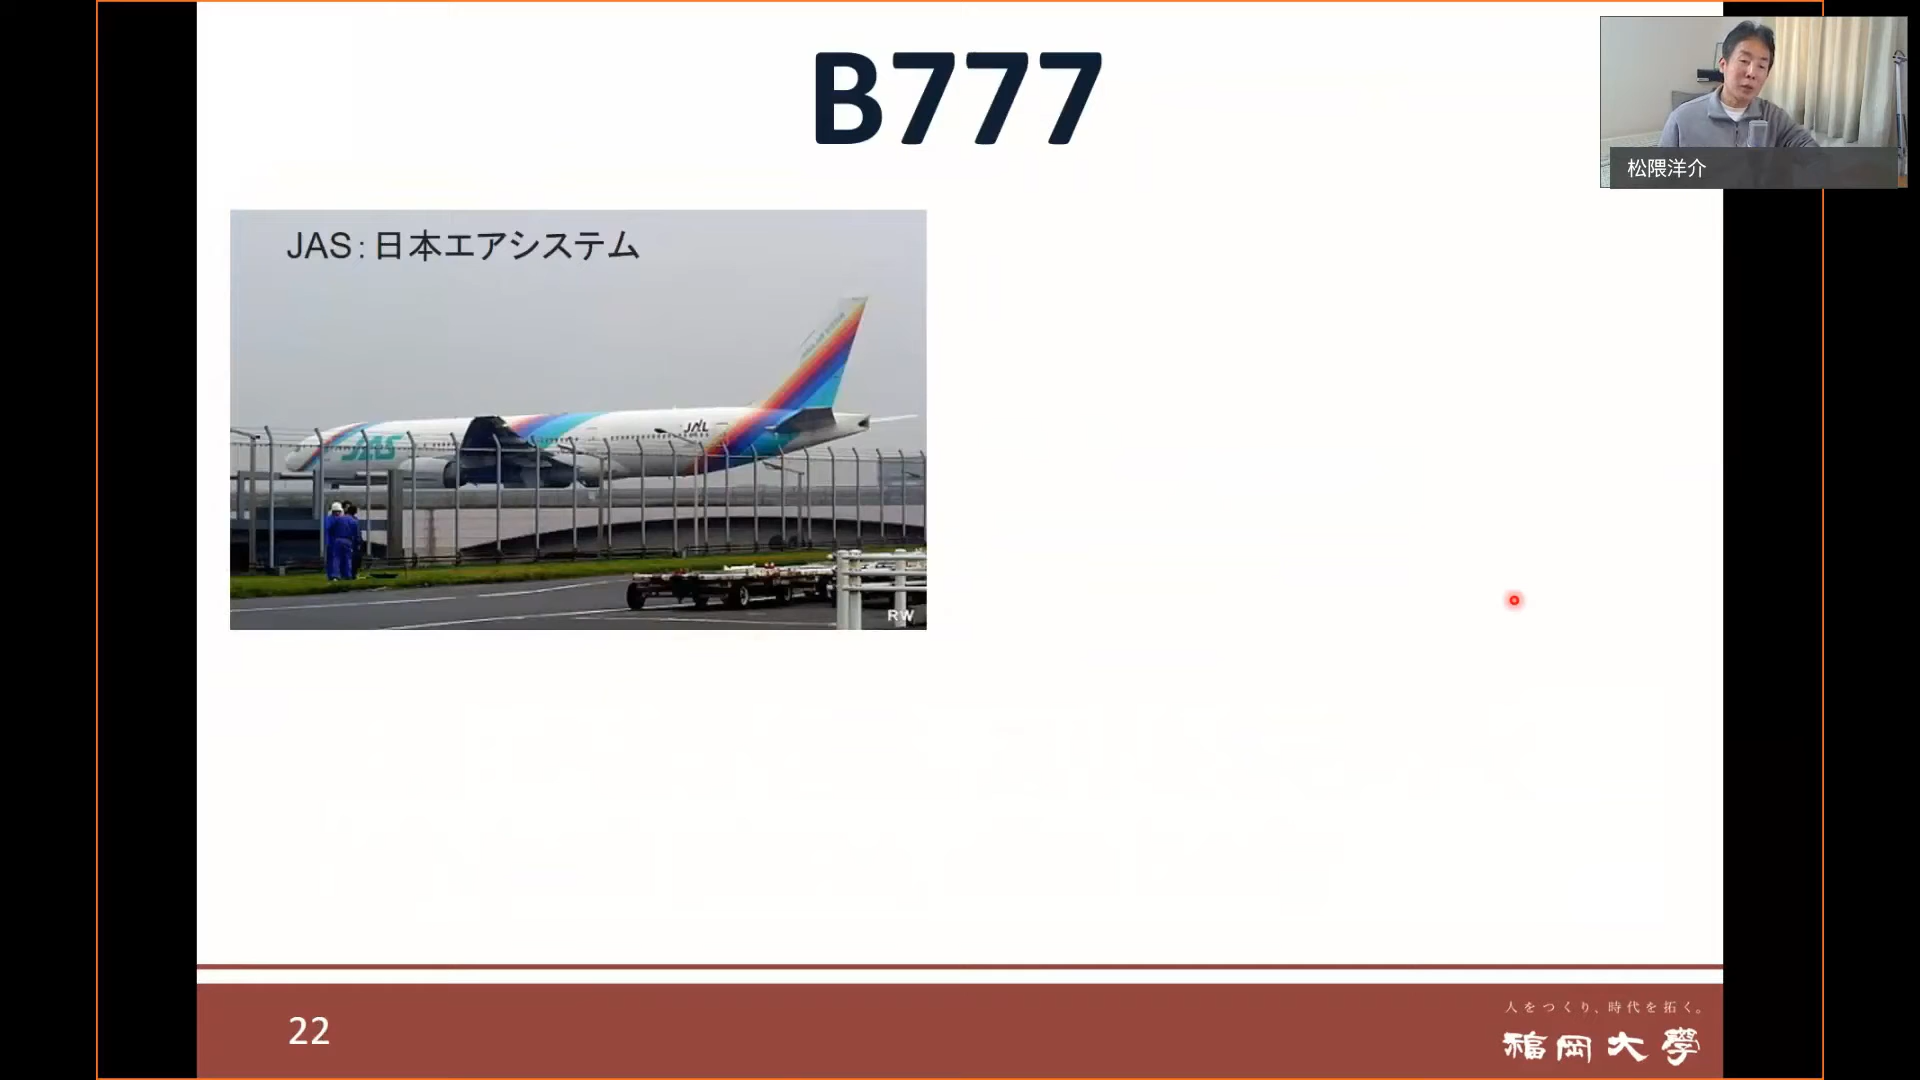 B777
松隈洋介
JAS:日本エアシステム
JAS
JAL
RW
22
人をつくり、時代を拓く。
福岡大學